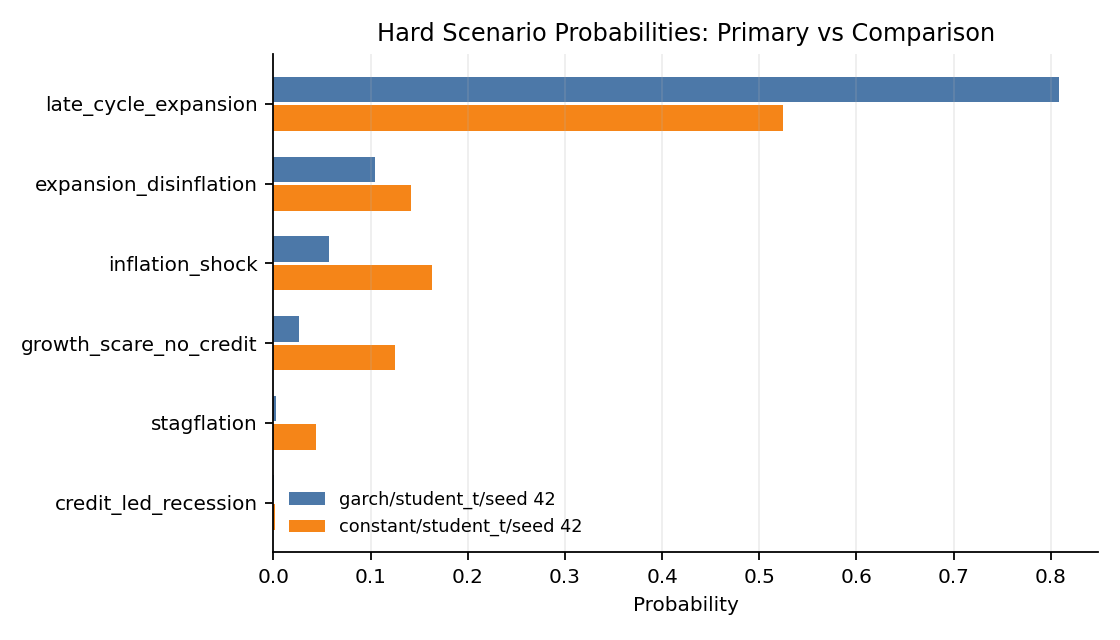 Hard Scenario Probabilities: Primary vs Comparison
late_cycle_expansion
expansion_disinflation
inflation_shock
growth_scare_no_credit
stagflation
credit_led_recession
garch/student_t/seed 42
constant/student_t/seed 42
0.0 0.1 0.2 0.3 0.4 0.5 0.6 0.7 0.8
Probability